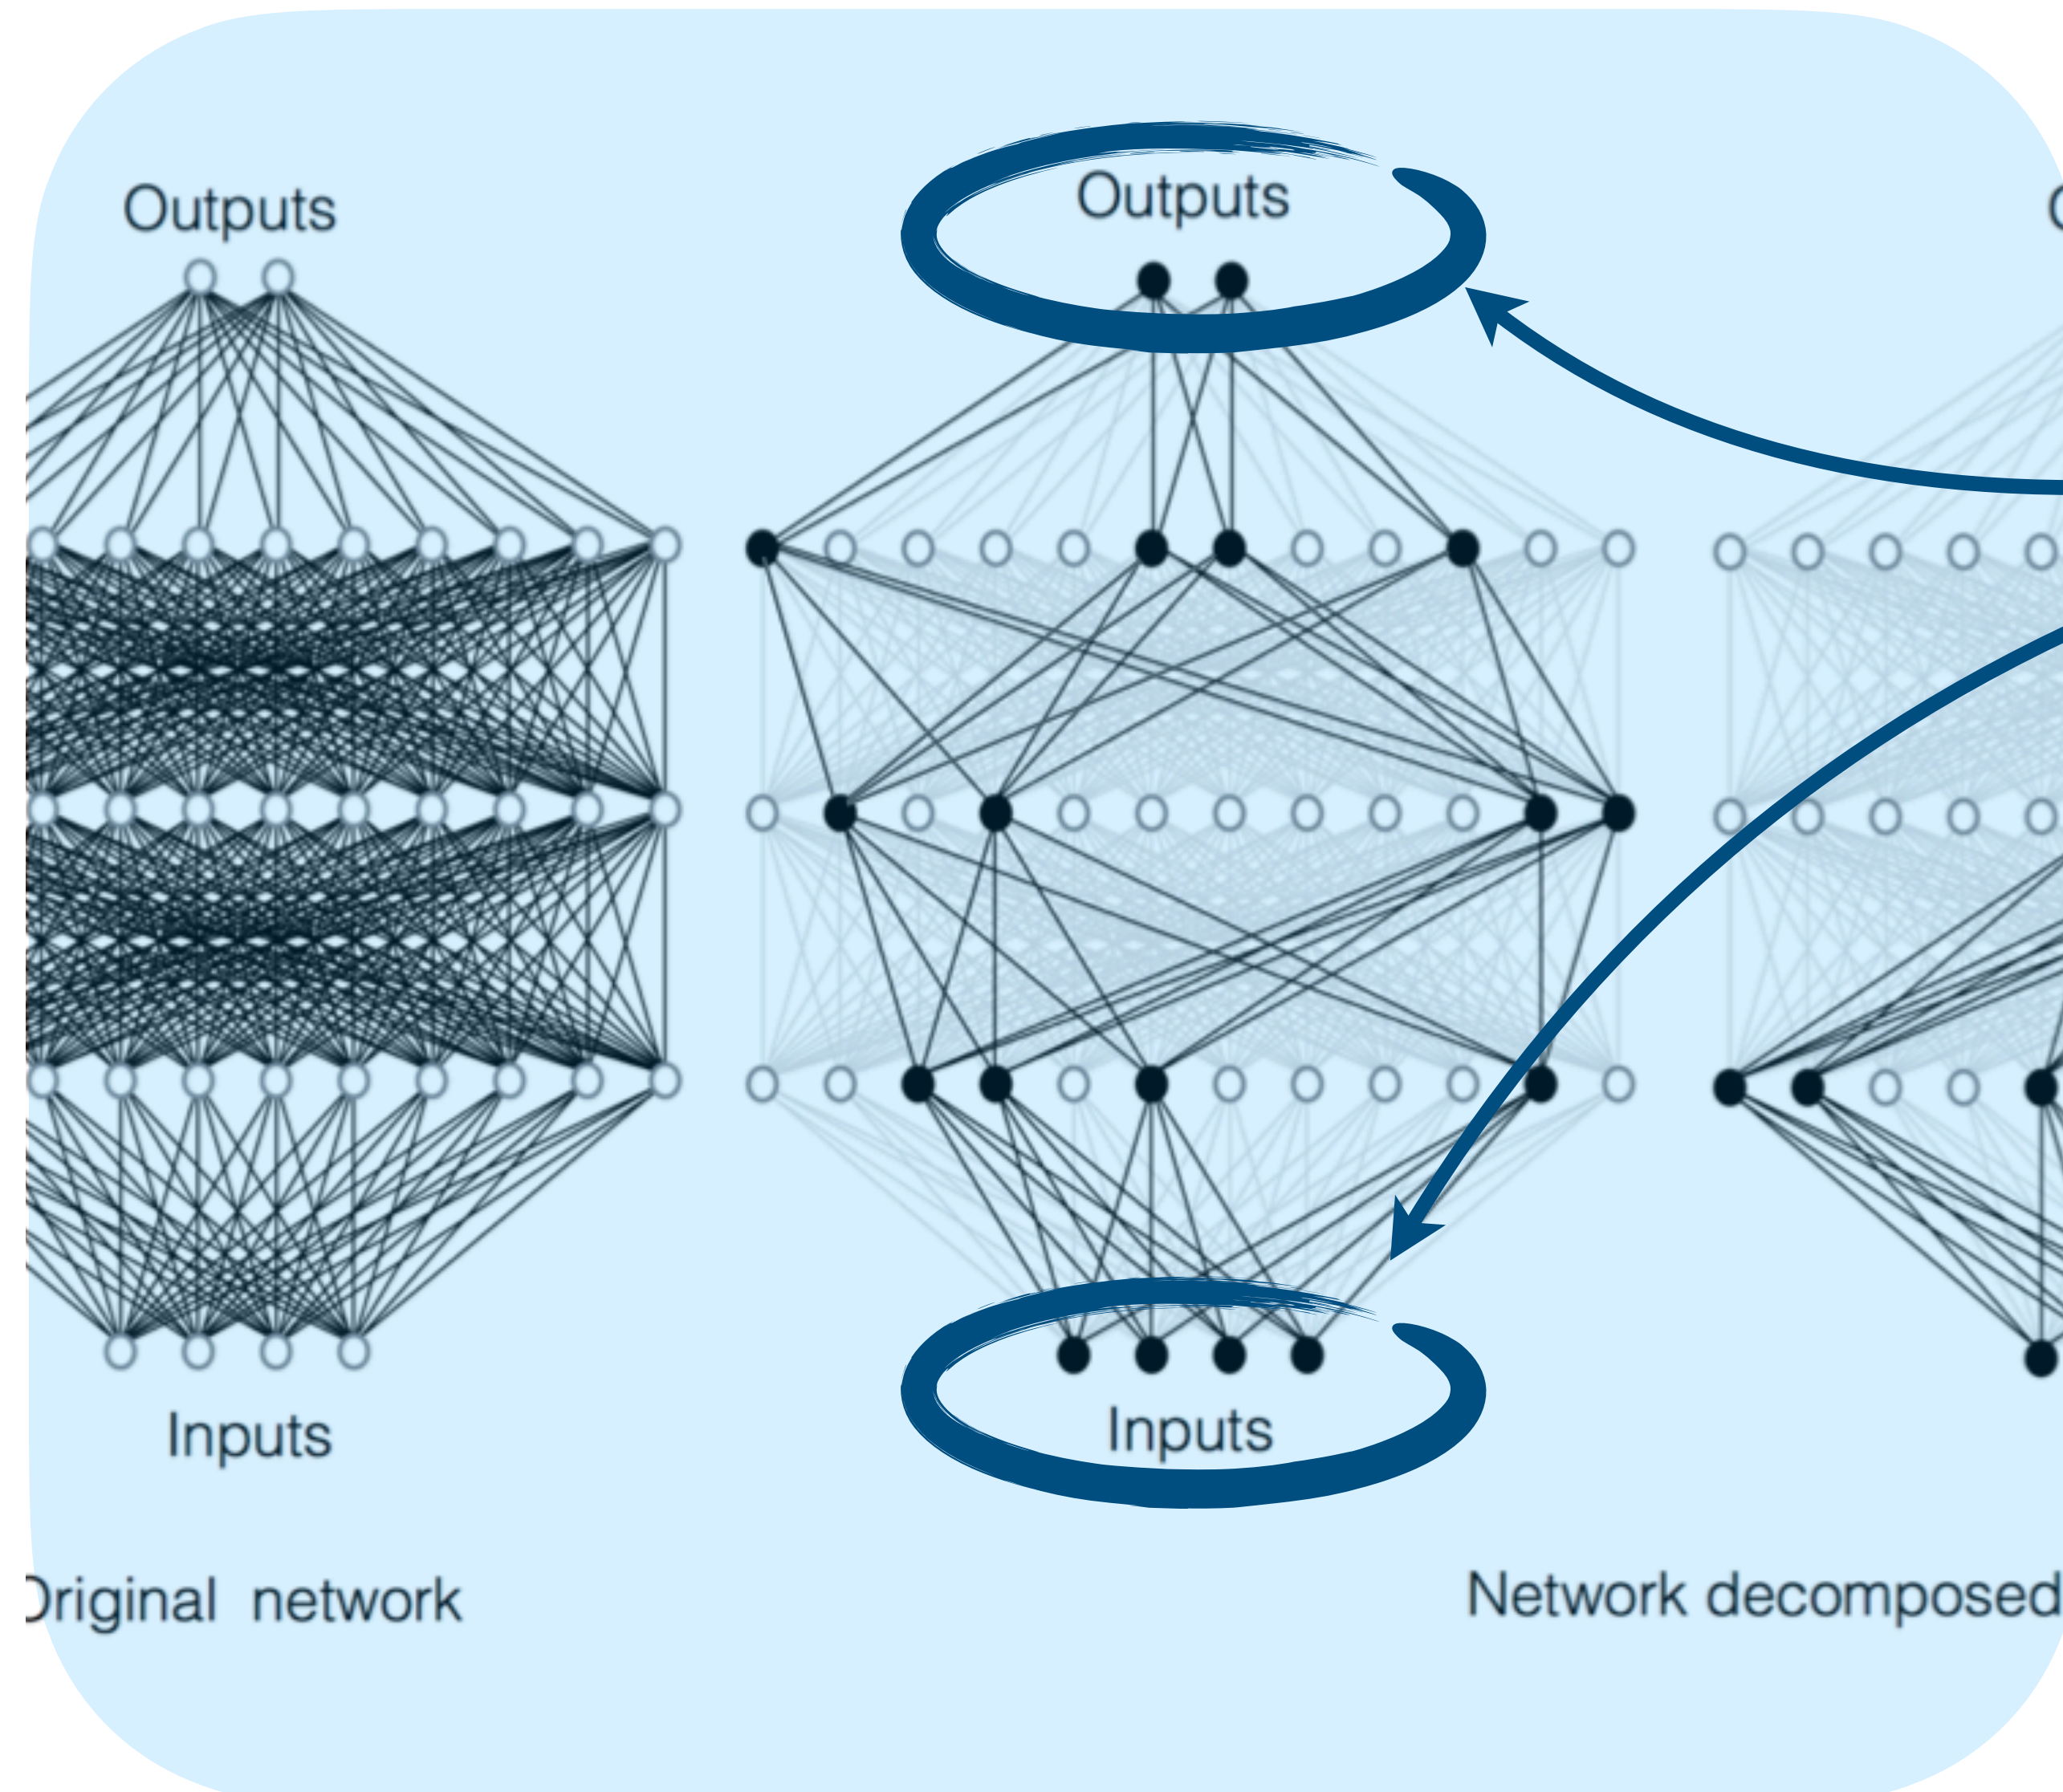 Outputs
Outputs
Inputs
Inputs
Original network
Network decomposed